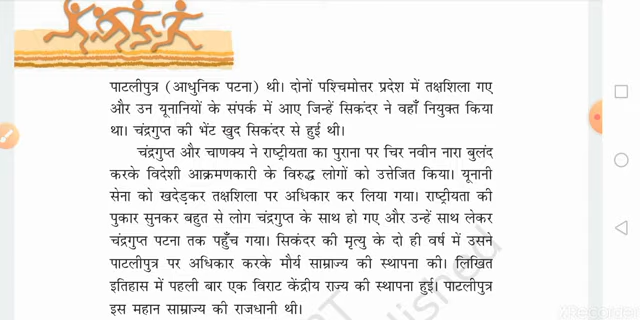 पाटलीपुत्र (आधुनिक पटना) थी। दोनों पश्चिमोत्तर प्रदेश में तक्षशिला गए
और उन यूनानियों के संपर्क में आए जिन्हें सिकंदर ने वहाँ नियुक्त किया
था। चंद्रगुप्त की भेंट खुद सिकंदर से हुई थी।
चंद्रगुप्त और चाणक्य ने राष्ट्रीयता का पुराना पर चिर नवीन नारा बुलंद
करके विदेशी आक्रमणकारी के विरुद्ध लोगों को उत्तेजित किया। यूनानी
सेना को खदेड़कर तक्षशिला पर अधिकार कर लिया गया। राष्ट्रीयता की
पुकार सुनकर बहुत से लोग चंद्रगुप्त के साथ हो गए और उन्हें साथ लेकर
चंद्रगुप्त पटना तक पहुँच गया। सिकंदर की मृत्यु के दो ही वर्ष में उसने
पाटलीपुत्र पर अधिकार करके मौर्य साम्राज्य की स्थापना की। लिखित
इतिहास में पहली बार एक विराट केंद्रीय राज्य की स्थापना हुई। पाटलीपुत्र
इस महान साम्राज्य की राजधानी थी।